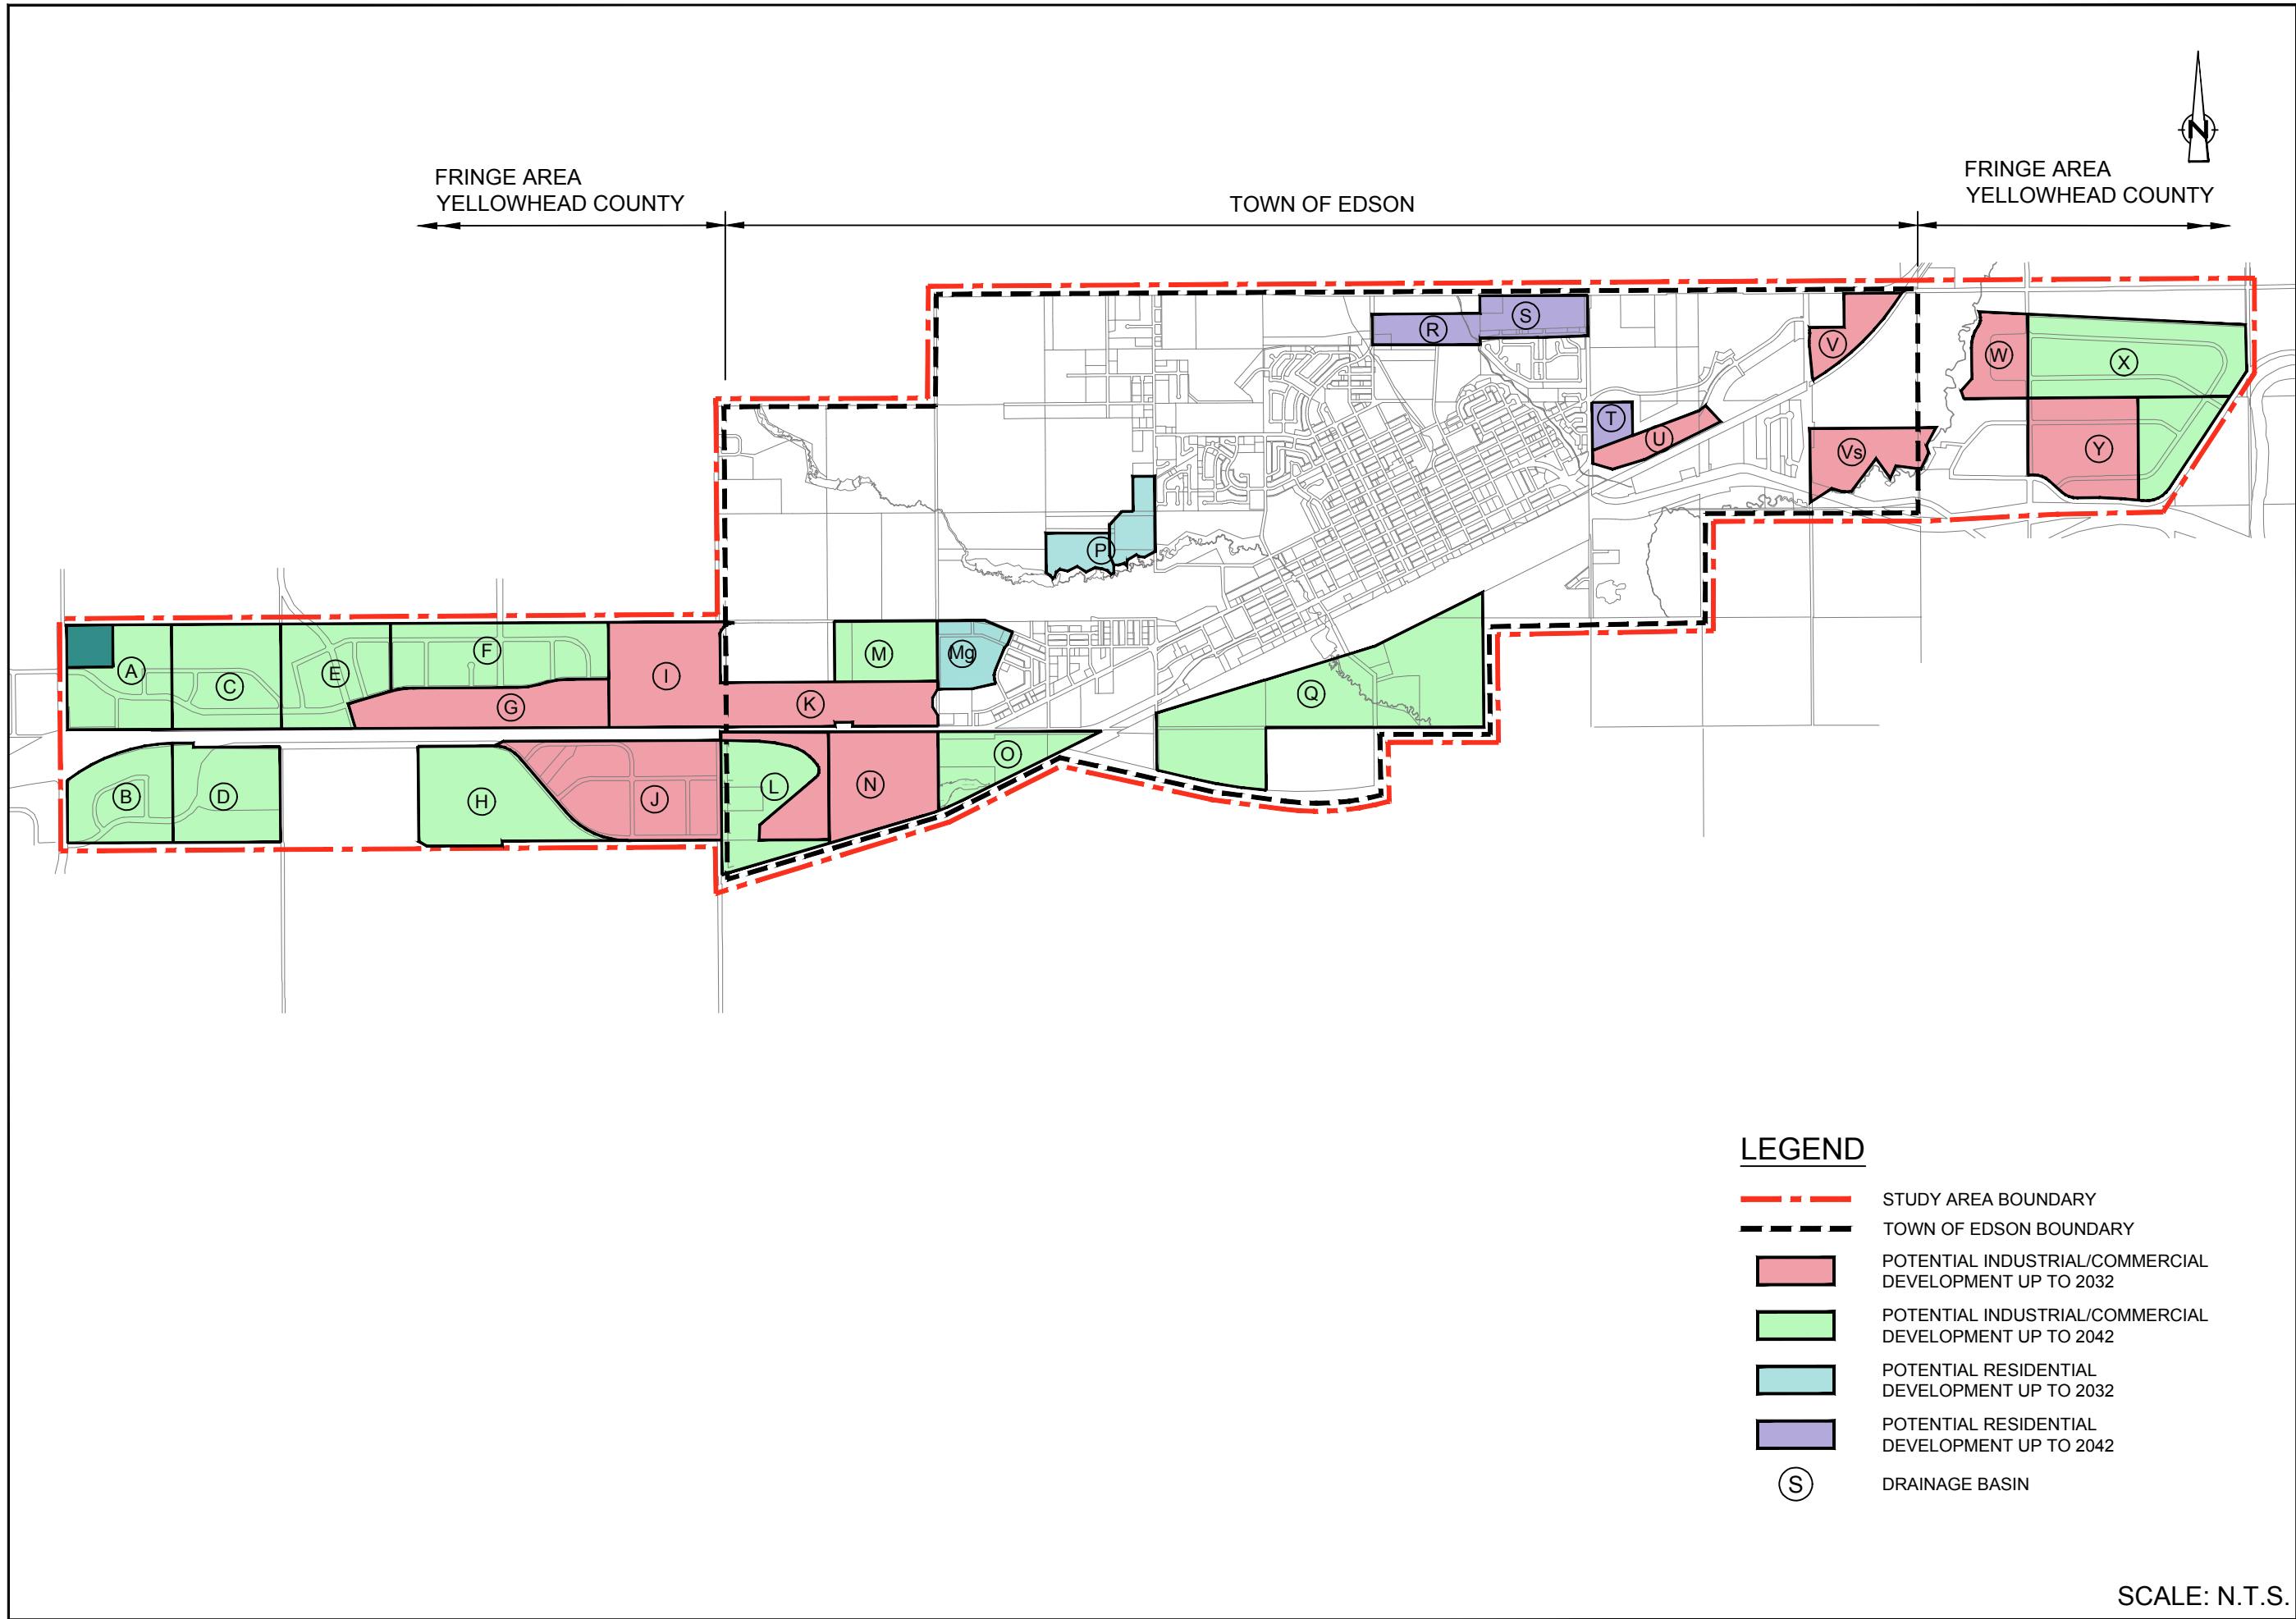 N
FRINGE AREA
YELLOWHEAD COUNTY
TOWN OF EDSON
FRINGE AREA
YELLOWHEAD COUNTY
R
S
V
W
X
T
U
Vs
Y
P
A
C
E
F
I
M
Mg
G
K
Q
B
D
H
J
L
N
O
LEGEND
STUDY AREA BOUNDARY
TOWN OF EDSON BOUNDARY
POTENTIAL INDUSTRIAL/COMMERCIAL
DEVELOPMENT UP TO 2032
POTENTIAL INDUSTRIAL/COMMERCIAL
DEVELOPMENT UP TO 2042
POTENTIAL RESIDENTIAL
DEVELOPMENT UP TO 2032
POTENTIAL RESIDENTIAL
DEVELOPMENT UP TO 2042
S
DRAINAGE BASIN
SCALE: N.T.S.